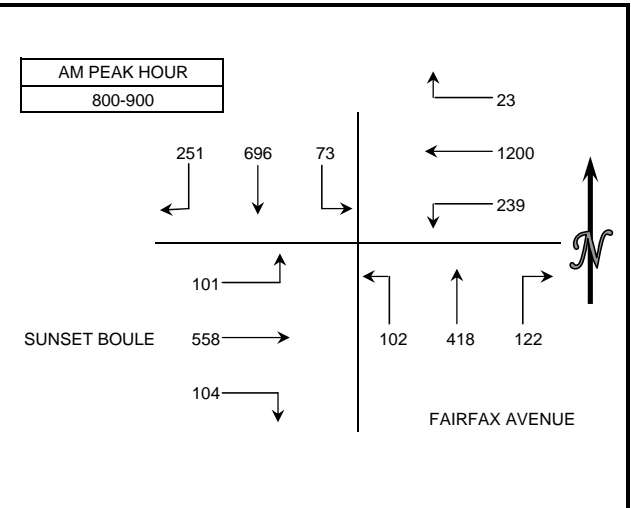 AM PEAK HOUR
800-900
23
251 696 73
1200
239
N
101
SUNSET BOULE 558
102 418 122
104
FAIRFAX AVENUE